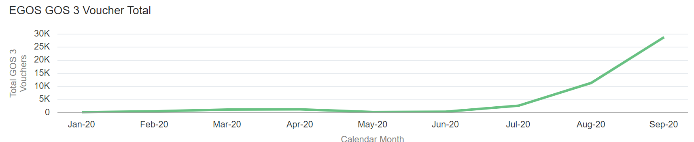 EGOS GOS 3 Voucher Total
Total GOS 3
Vouchers
30K
25K
20K
15K
10K
5K
0
Jan-20 Feb-20 Mar-20 Apr-20 May-20 Jun-20 Jul-20 Aug-20 Sep-20
Calendar Month